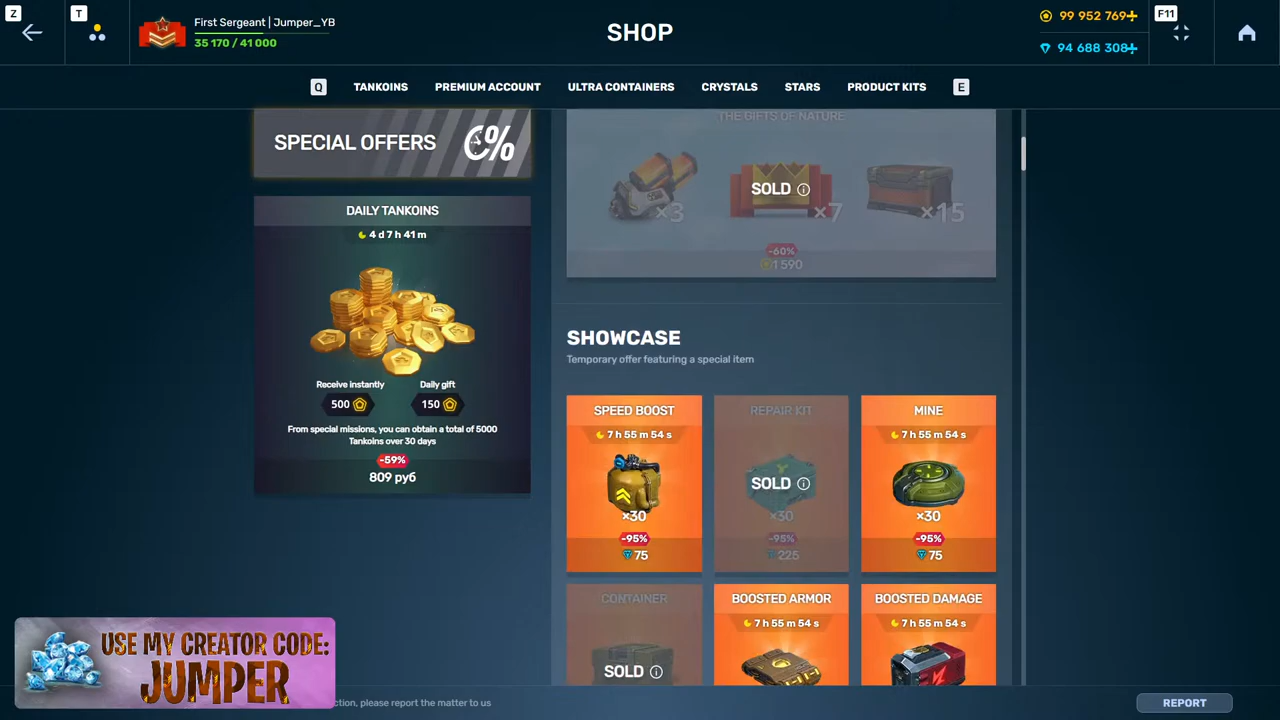 Z
T
First Sergeant | Jumper_YB
35 170 / 41 000
SHOP
99 952 769+
94 688 308+
F11
Q
TANKOINS
PREMIUM ACCOUNT
ULTRA CONTAINERS
CRYSTALS
STARS
PRODUCT KITS
E
SPECIAL OFFERS
%
DAILY TANKOINS
4 d 7 h 41 m
Receive instantly
500
Daily gift
150
From special missions, you can obtain a total of 5000
Tankoins over 30 days
-59%
809 руб
THE GIFTS OF NATURE
×3
SOLD
×7
×15
-60%
1 590
SHOWCASE
Temporary offer featuring a special item
SPEED BOOST
7 h 55 m 54 s
×30
-95%
75
REPAIR KIT
SOLD
×30
-95%
225
MINE
7 h 55 m 54 s
×30
-95%
75
CONTAINER
SOLD
BOOSTED ARMOR
7 h 55 m 54 s
BOOSTED DAMAGE
7 h 55 m 54 s
USE MY CREATOR CODE:
JUMPER
ction, please report the matter to us
REPORT